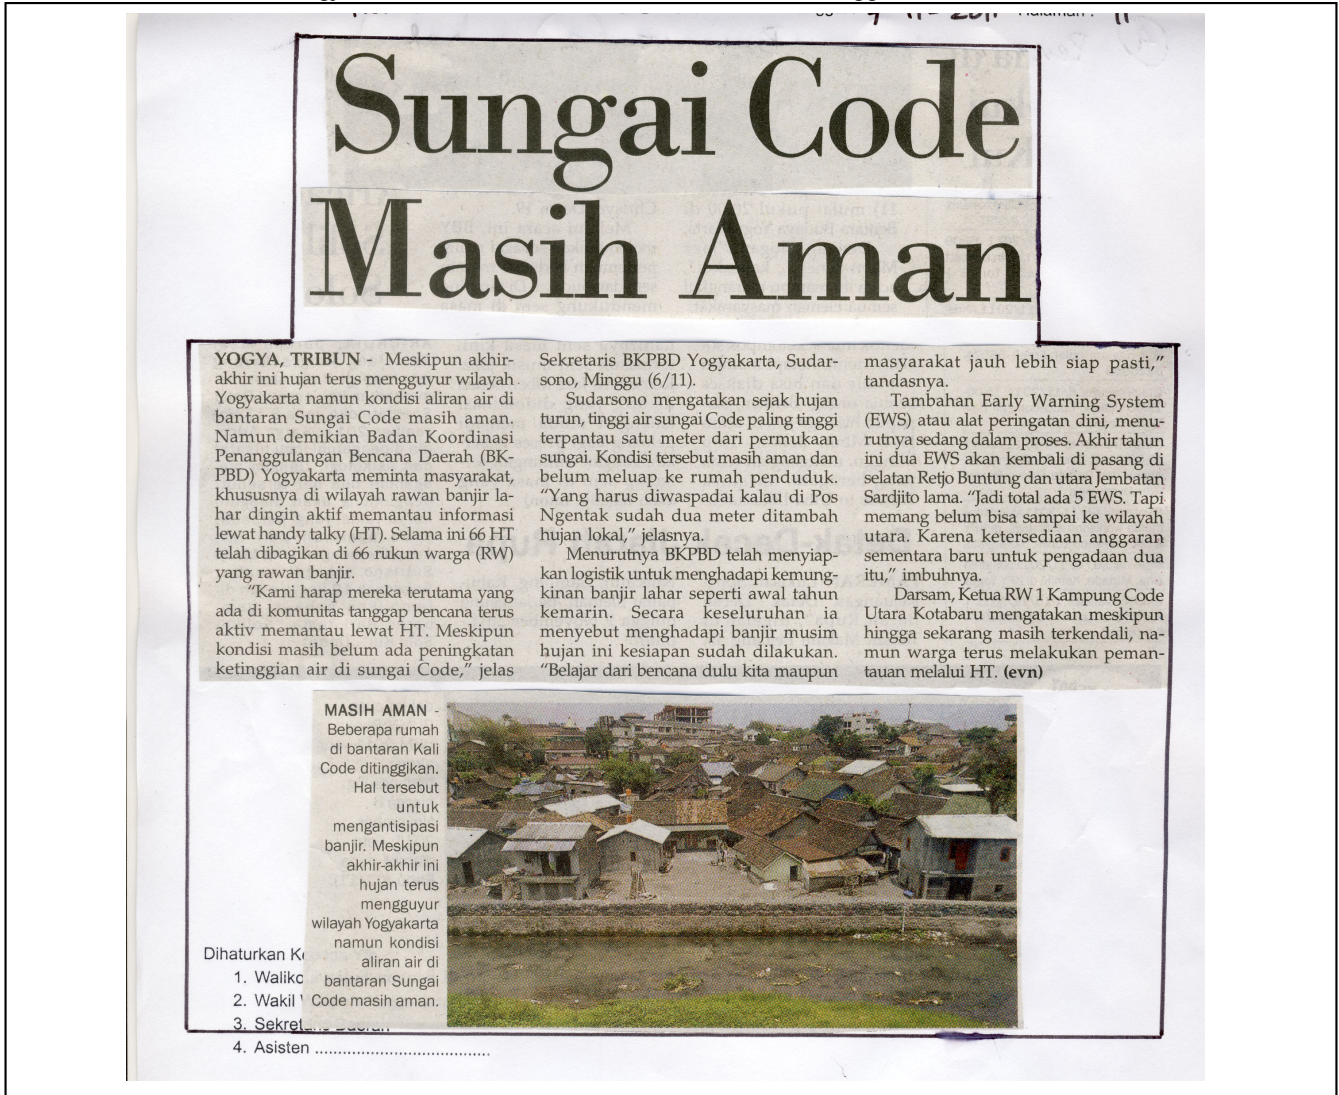 Sungai Code
Masih Aman
YOGYA, TRIBUN - Meskipun akhir-
akhir ini hujan terus mengguyur wilayah
Yogyakarta namun kondisi aliran air di
bantaran Sungai Code masih aman.
Namun demikian Badan Koordinasi
Penanggulangan Bencana Daerah (BK-
PBD) Yogyakarta meminta masyarakat,
khususnya di wilayah rawan banjir la-
har dingin aktif memantau informasi
lewat handy talky (HT). Selama ini 66 HT
telah dibagikan di 66 rukun warga (RW)
yang rawan banjir.
"Kami harap mereka terutama yang
ada di komunitas tanggap bencana terus
aktiv memantau lewat HT. Meskipun
kondisi masih belum ada peningkatan
ketinggian air di sungai Code," jelas
Sekretaris BKPBD Yogyakarta, Sudar-
sono, Minggu (6/11).
Sudarsono mengatakan sejak hujan
turun, tinggi air sungai Code paling tinggi
terpantau satu meter dari permukaan
sungai. Kondisi tersebut masih aman dan
belum meluap ke rumah penduduk.
"Yang harus diwaspadai kalau di Pos
Ngentak sudah dua meter ditambah
hujan lokal," jelasnya.
Menurutnya BKPBD telah menyiap-
kan logistik untuk menghadapi kemung-
kinan banjir lahar seperti awal tahun
kemarin. Secara keseluruhan ia
menyebut menghadapi banjir musim
hujan ini kesiapan sudah dilakukan.
"Belajar dari bencana dulu kita maupun
masyarakat jauh lebih siap pasti,"
tandasnya.
Tambahan Early Warning System
(EWS) atau alat peringatan dini, menu-
rutnya sedang dalam proses. Akhir tahun
ini dua EWS akan kembali di pasang di
selatan Retjo Buntung dan utara Jembatan
Sardjito lama. "Jadi total ada 5 EWS. Tapi
memang belum bisa sampai ke wilayah
utara. Karena ketersediaan anggaran
sementara baru untuk pengadaan dua
itu," imbuhnya.
Darsam, Ketua RW 1 Kampung Code
Utara Kotabaru mengatakan meskipun
hingga sekarang masih terkendali, na-
mun warga terus melakukan peman-
tauan melalui HT. (evn)
MASIH AMAN -
Beberapa rumah
di bantaran Kali
Code ditinggikan.
Hal tersebut
untuk
mengantisipasi
banjir. Meskipun
akhir-akhir ini
hujan terus
mengguyur
wilayah Yogyakarta
namun kondisi
aliran air di
bantaran Sungai
Code masih aman.
Dihaturkan
1.
2. Wakil
3.
4. Asisten ......................................